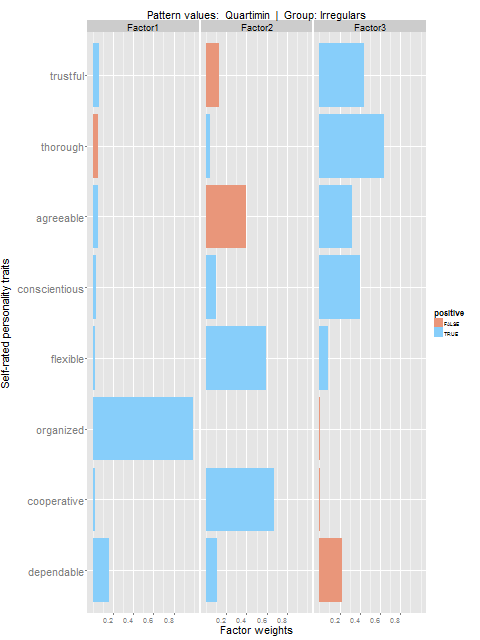 Pattern values: Quartimin | Group: Irregulars
Factor1 Factor2 Factor3
trustful
thorough
agreeable
conscientious
flexible
organized
cooperative
dependable
Self-rated personality traits
0.2 0.4 0.6 0.8 0.2 0.4 0.6 0.8 0.2 0.4 0.6 0.8
Factor weights
positive
FALSE
TRUE